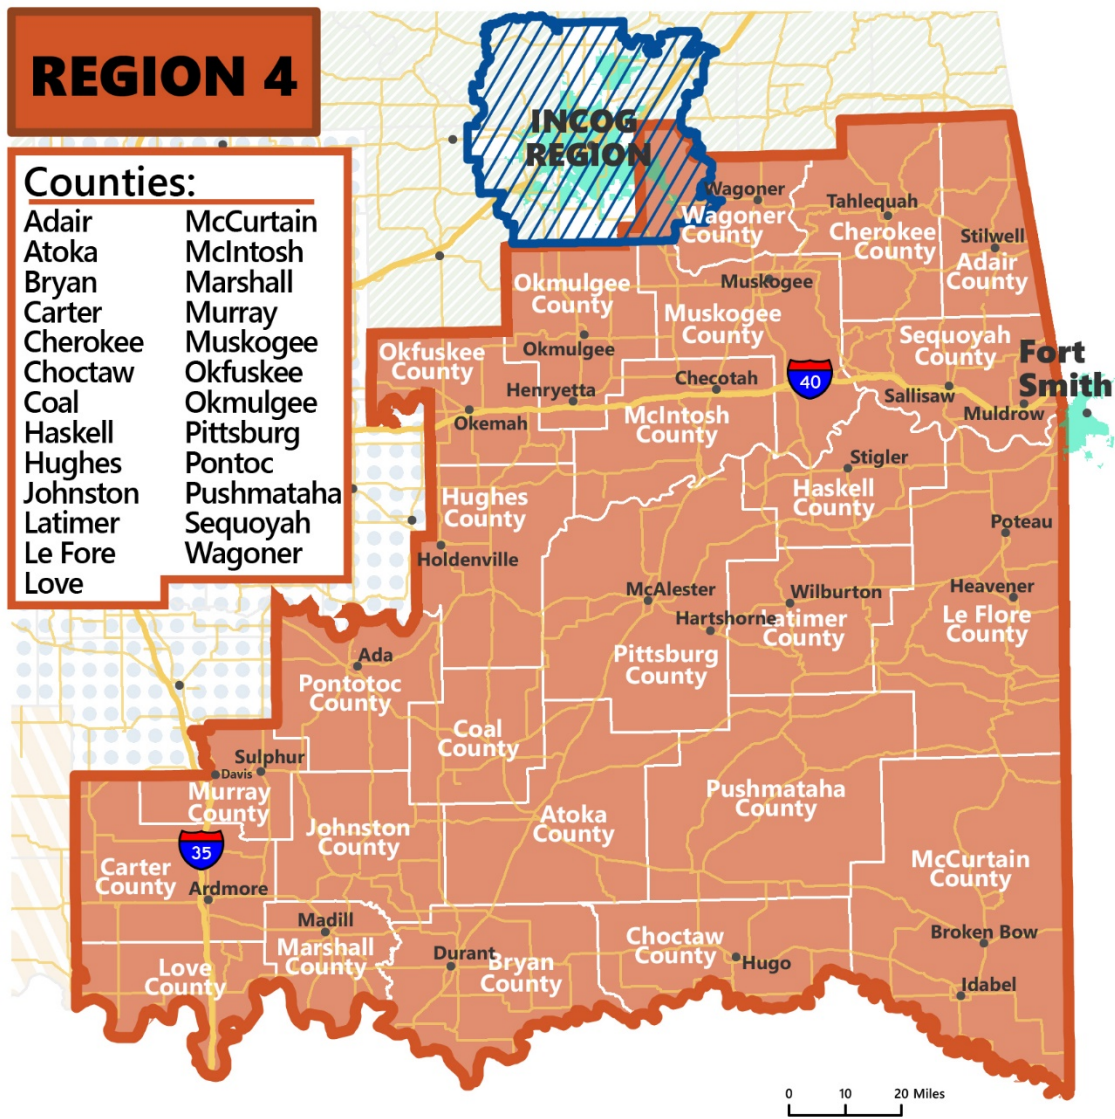 REGION 4
Counties:
Adair
Atoka
Bryan
Carter
Cherokee
Choctaw
Coal
Haskell
Hughes
Johnston
Latimer
Le Fore
Love
McCurtain
McIntosh
Marshall
Murray
Muskogee
Okfuskee
Okmulgee
Pittsburg
Pontoc
Pushmataha
Sequoyah
Wagoner
INCOG
REGION
Wagoner
Wagoner
County
Tahlequah
Cherokee
County
Stilwell
Adair
County
Okmulgee
County
Muskogee
Muskogee
County
Okmulgee
Okfuskee
County
Sequoyah
County
Fort
Smith
Henryetta
Checotah
40
Sallisaw
Muldrow
Okemah
McIntosh
County
Stigler
Haskell
County
Hughes
County
Holdenville
Poteau
McAlester
Hartshorne
Wilburton
Latimer
County
Heavener
Le Flore
County
Ada
Pontotoc
County
Pittsburg
County
Coal
County
Sulphur
Davis
Murray
County
Johnston
County
Atoka
County
Pushmataha
County
35
Carter
County
Ardmore
McCurtain
County
Madill
Marshall
County
Love
County
Durant
Bryan
County
Choctaw
County
Hugo
Broken Bow
Idabel
0 10 20 Miles